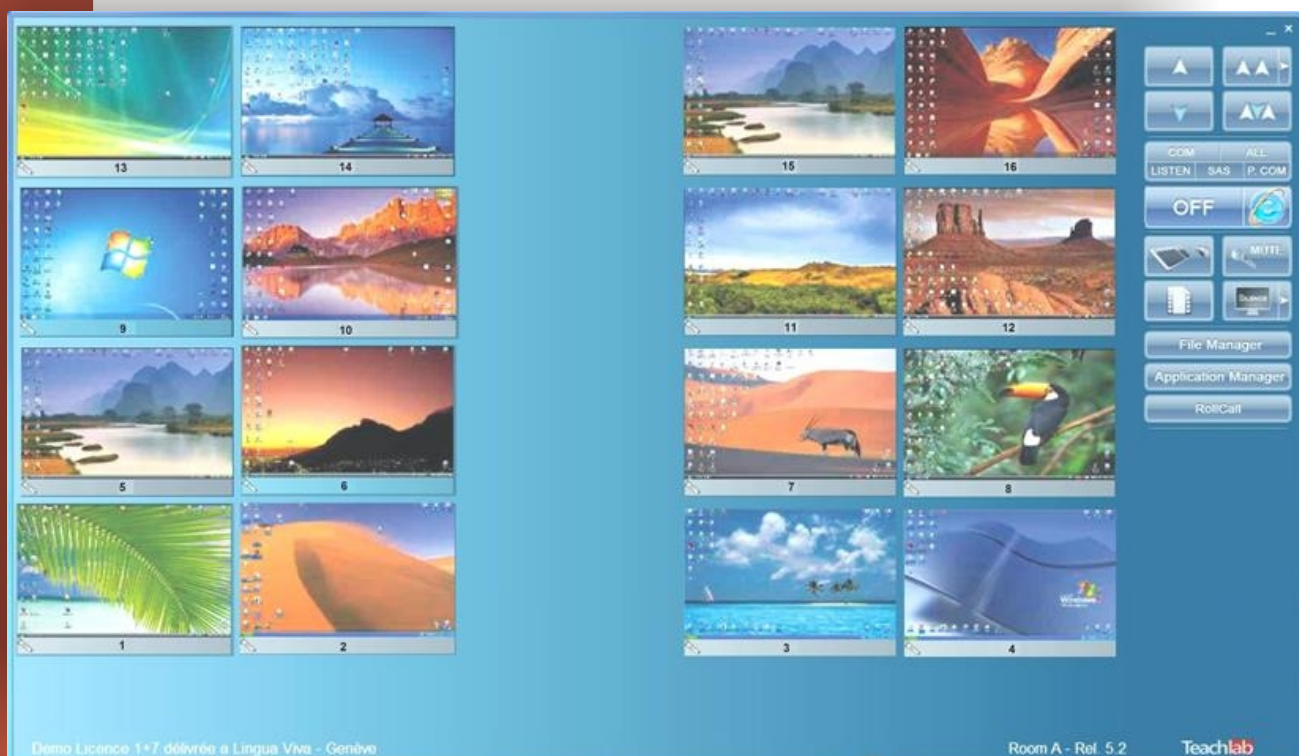 13
14
15
16
COM ALL
LISTEN SAS P. COM
OFF
9
10
11
12
SILENCE
File Manager
Application Manager
RollCall
5
6
7
8
1
2
3
4
Windows
Demo Licence 1+7 délivrée a Lingua Viva - Genève
Room A - Rel. 5.2
Teachlab